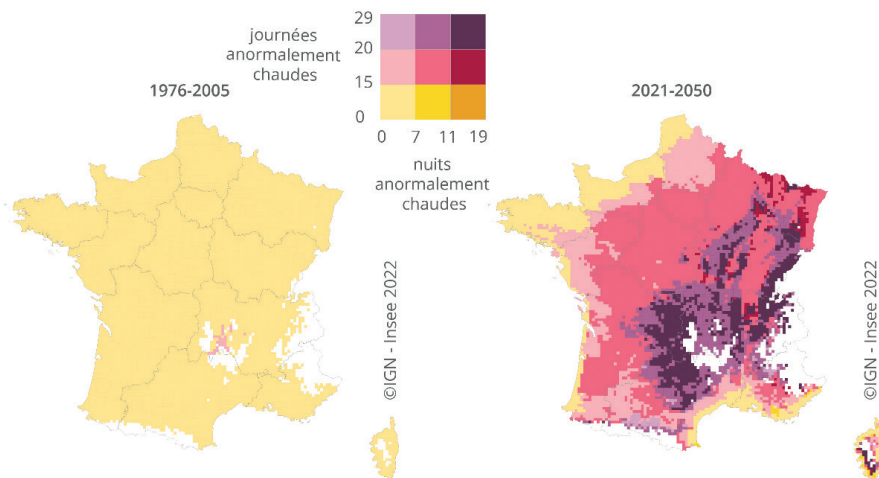 journées
anormalement
chaudes
29
20
15
0
0 7 11 19
nuits
anormalement
chaudes
1976-2005
2021-2050
©IGN - Insee 2022
©IGN - Insee 2022